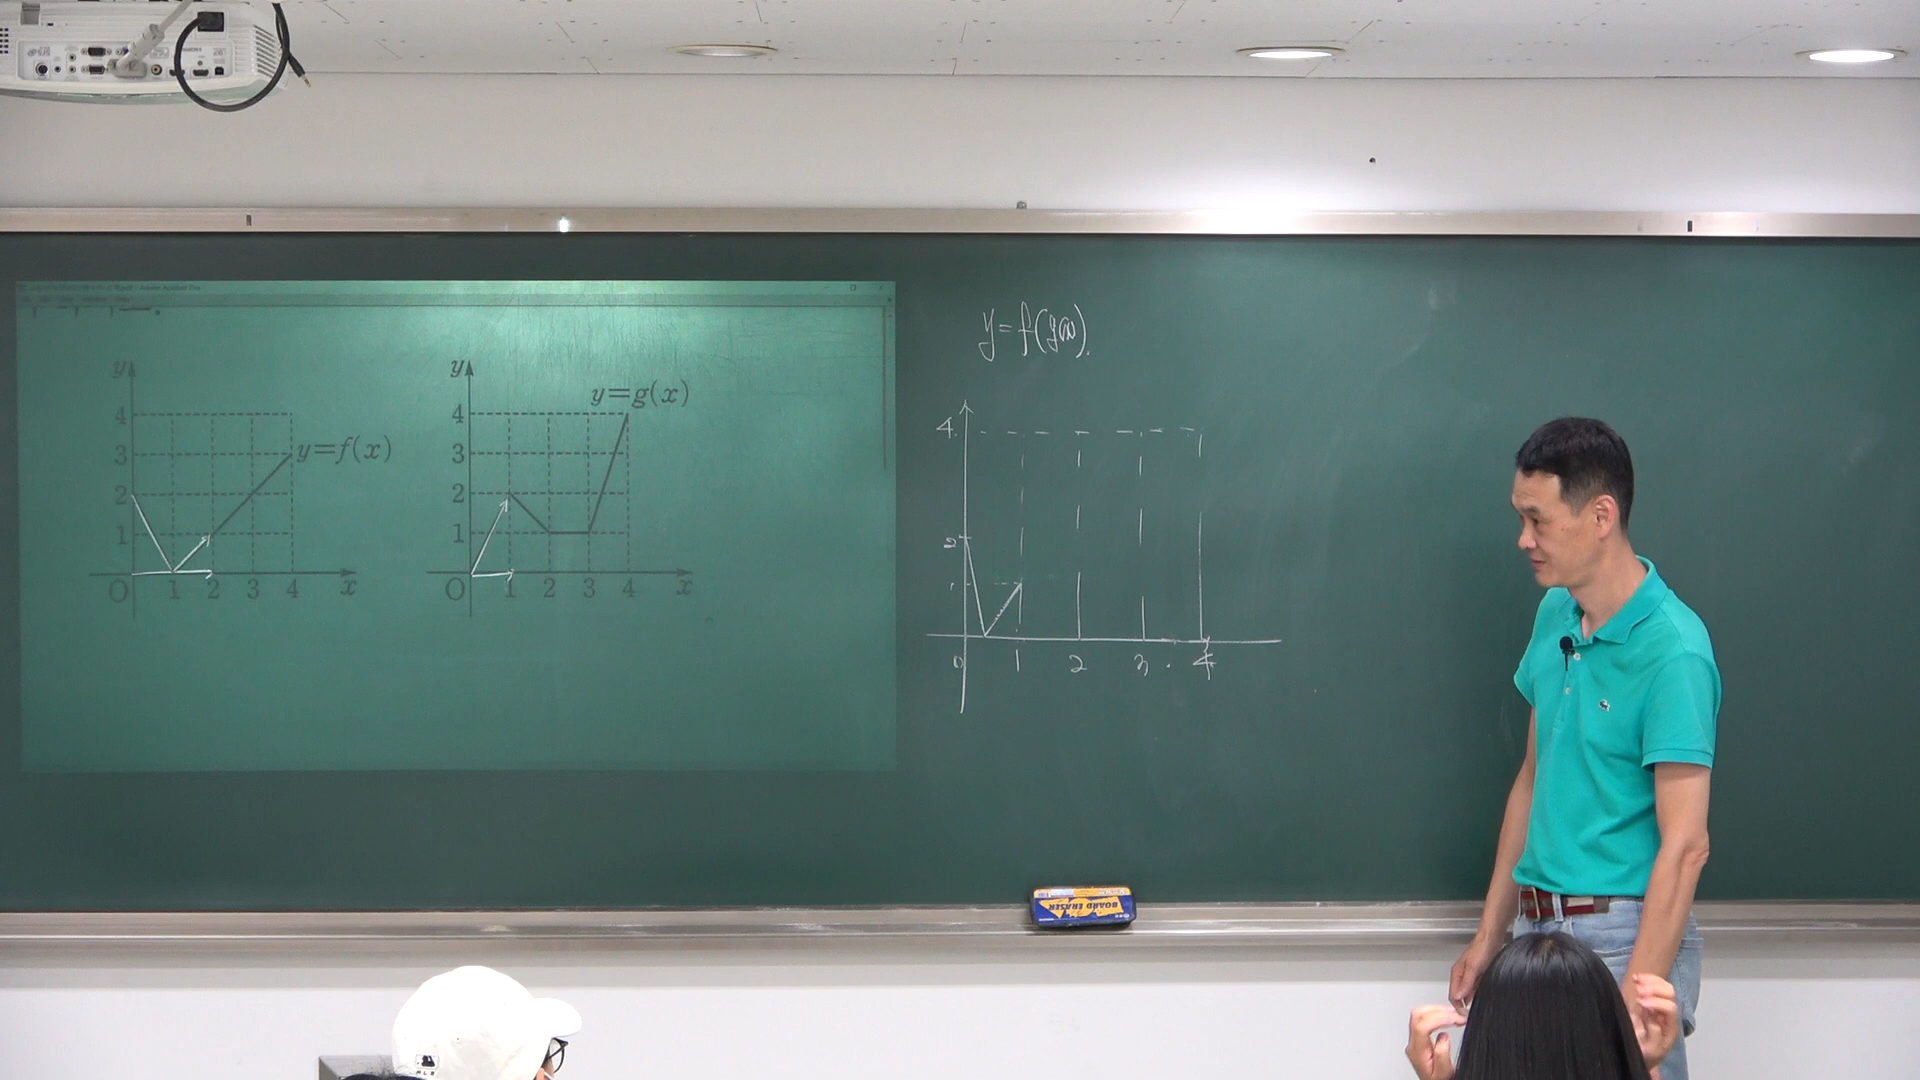 y
4
3
2
1
O
1 2 3 4 x
y=f(x)
y
4
3
2
1
O
1 2 3 4 x
y=g(x)
y=f(g(x)).
4
2
1
0 1 2 3 4
BOARD ERASER